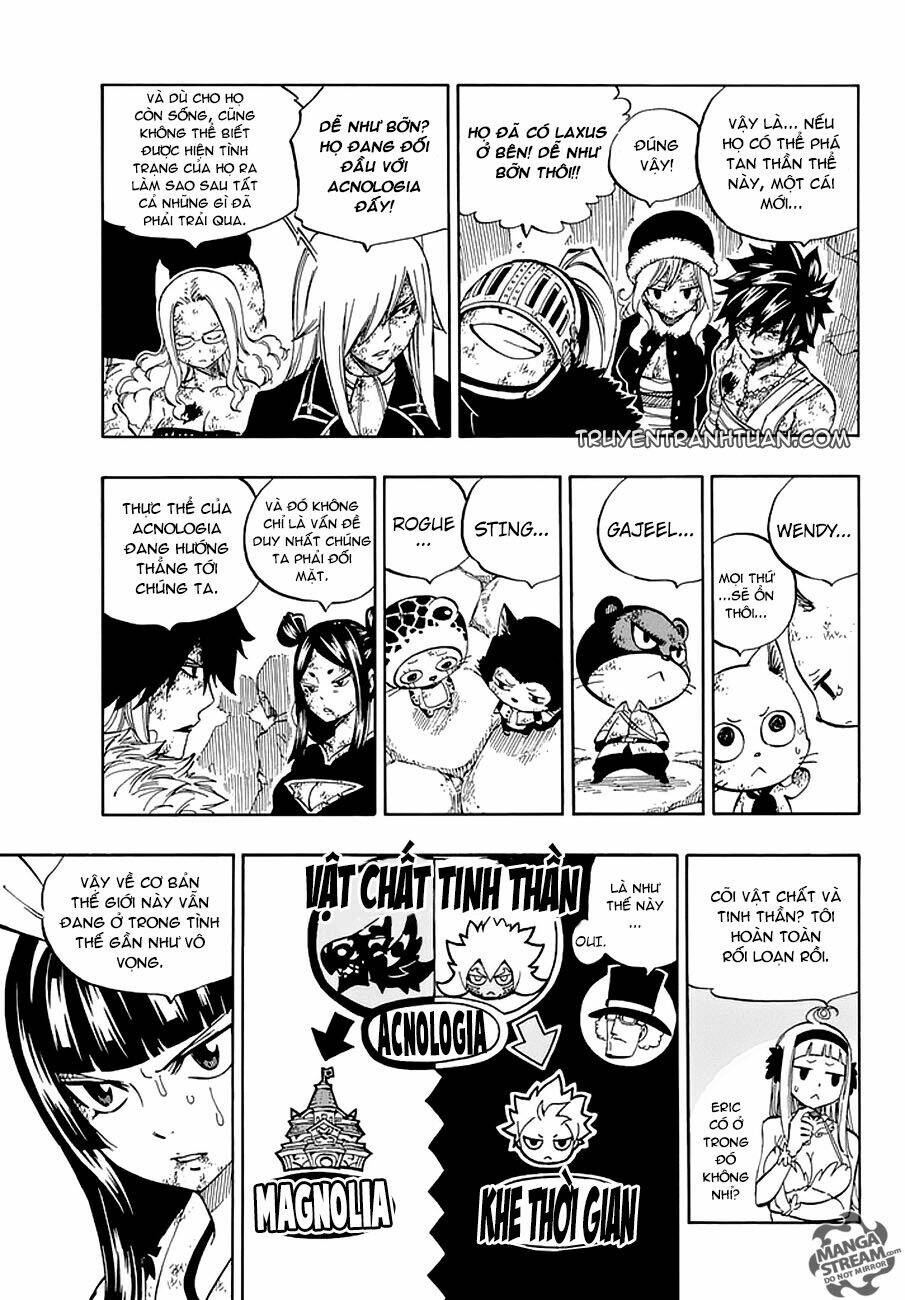 VẬY LÀ... NẾU
HỌ CÓ THỂ PHÁ
TAN THẦN THỂ
NÀY, MỘT CÁI
MỚI...
ĐÚNG
VẬY!
HỌ ĐÃ CÓ LAXUS
Ở BÊN! DỄ NHƯ
BỠN THÔI!!
DỄ NHƯ BỠN?
HỌ ĐANG ĐỐI
ĐẦU VỚI
ACNOLOGIA
ĐẤY!
VÀ DÙ CHO HỌ
CÒN SỐNG, CŨNG
KHÔNG THỂ BIẾT
ĐƯỢC HIỆN TÌNH
TRẠNG CỦA HỌ RA
LÀM SAO SAU TẤT
CẢ NHỮNG GÌ ĐÃ
PHẢI TRẢI QUA.
TRUYENTRANHTUAN.COM
WENDY...
MỌI THỨ
...SẼ ỔN
THÔI...
GAJEEL...
STING...
ROGUE
...
VÀ ĐÓ KHÔNG
CHỈ LÀ VẤN ĐỀ
DUY NHẤT CHÚNG
TA PHẢI ĐỐI
MẶT.
THỰC THỂ CỦA
ACNOLOGIA
ĐANG HƯỚNG
THẲNG TỚI
CHÚNG TA.
CÕI VẬT CHẤT VÀ
TINH THẦN? TÔI
HOÀN TOÀN
RỐI LOẠN RỒI.
ERIC
CÓ Ở
TRONG
ĐÓ
KHÔNG
NHỈ?
LÀ NHƯ
THẾ NÀY
...
OUI.
VẬT CHẤT TINH THẦN
ACNOLOGIA
MAGNOLIA
KHE THỜI GIAN
VẬY VỀ CƠ BẢN
THẾ GIỚI NÀY VẪN
ĐANG Ở TRONG TÌNH
THẾ GẦN NHƯ VÔ
VỌNG.
MANGA
STREAM.COM
DO NOT MIRROR